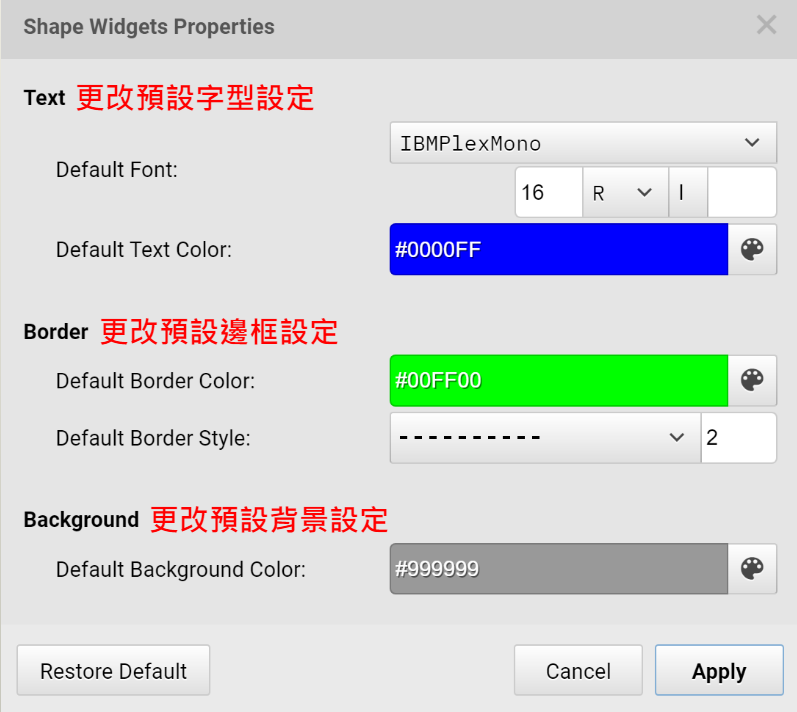 Shape Widgets Properties
Text 更改預設字型設定
Default Font:
IBMPlexMono
16 R I
Default Text Color:
#0000FF
Border 更改預設邊框設定
Default Border Color:
#00FF00
Default Border Style:
---------- 2
Background 更改預設背景設定
Default Background Color:
#999999
Restore Default
Cancel
Apply